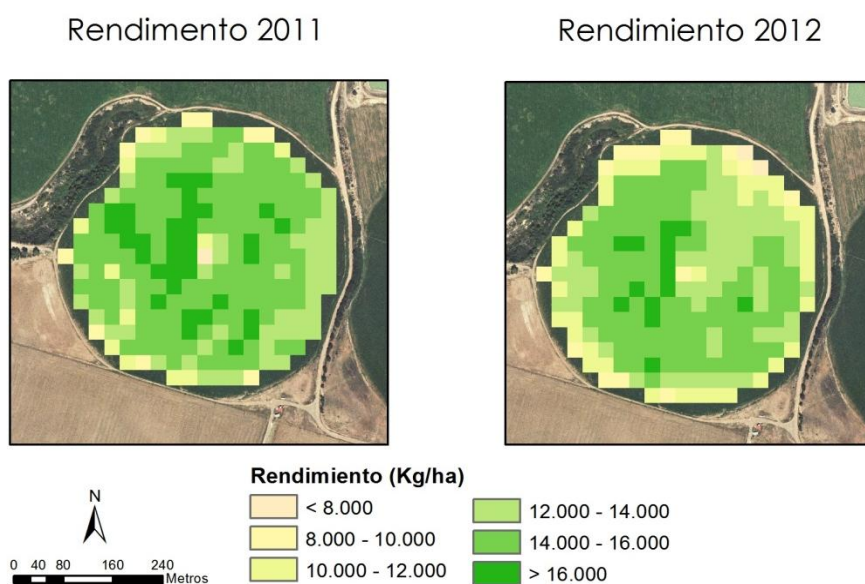 Rendimento 2011
Rendimiento 2012
Rendimiento (Kg/ha)
< 8.000
8.000 - 10.000
10.000 - 12.000
12.000 - 14.000
14.000 - 16.000
> 16.000
N
0 40 80 160 240
Metros